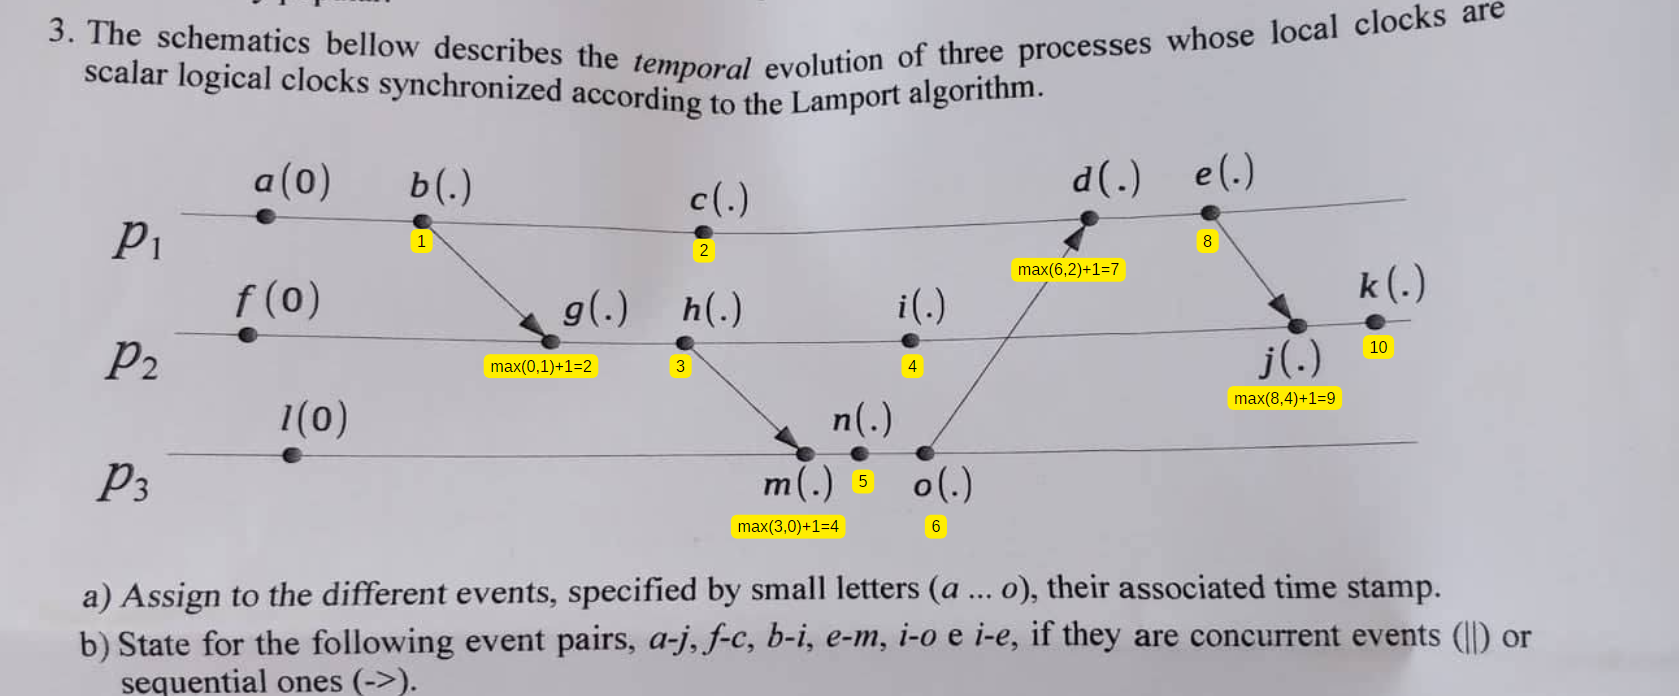 3. The schematics bellow describes the temporal evolution of three processes whose local clocks are
scalar logical clocks synchronized according to the Lamport algorithm.
a(0) b(.) c(.) d(.) e(.)
p1
1 2 max(6,2)+1=7 8
f(0) g(.) h(.) i(.) k(.)
p2
max(0,1)+1=2 3 4 j(.) 10
max(8,4)+1=9
l(0) n(.)
p3
m(.) 5 o(.)
max(3,0)+1=4 6
a) Assign to the different events, specified by small letters (a ... o), their associated time stamp.
b) State for the following event pairs, a-j, f-c, b-i, e-m, i-o e i-e, if they are concurrent events (||) or
sequential ones (->).